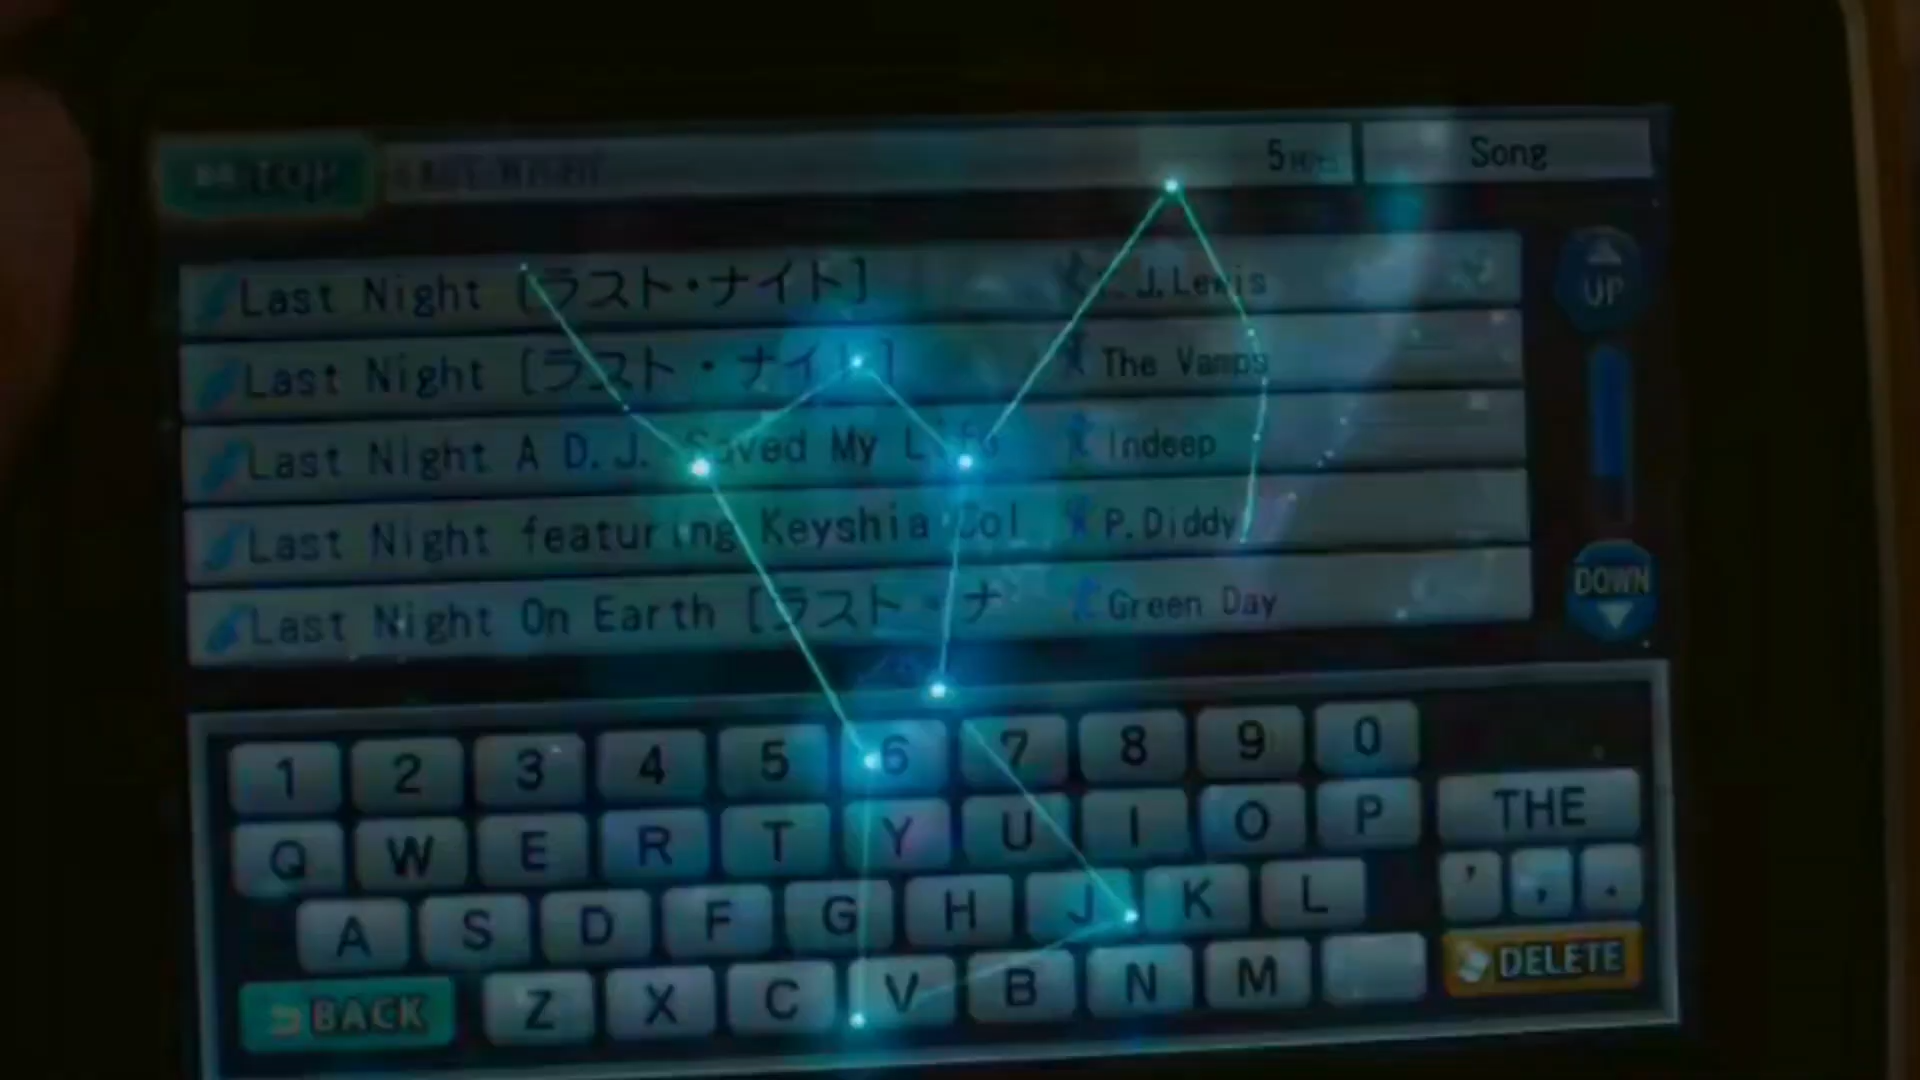 5 Hits Song
Last Night [ラスト・ナイト] J.Lewis
UP
Last Night [ラスト・ナイト] The Vamps
Last Night A D.J. Saved My Life Indeep
Last Night featuring Keyshia Col P.Diddy
DOWN
Last Night On Earth [ラスト・ナ Green Day
1 2 3 4 5 6 7 8 9 0
Q W E R T Y U I O P THE
A S D F G H J K L ' , .
BACK Z X C V B N M DELETE